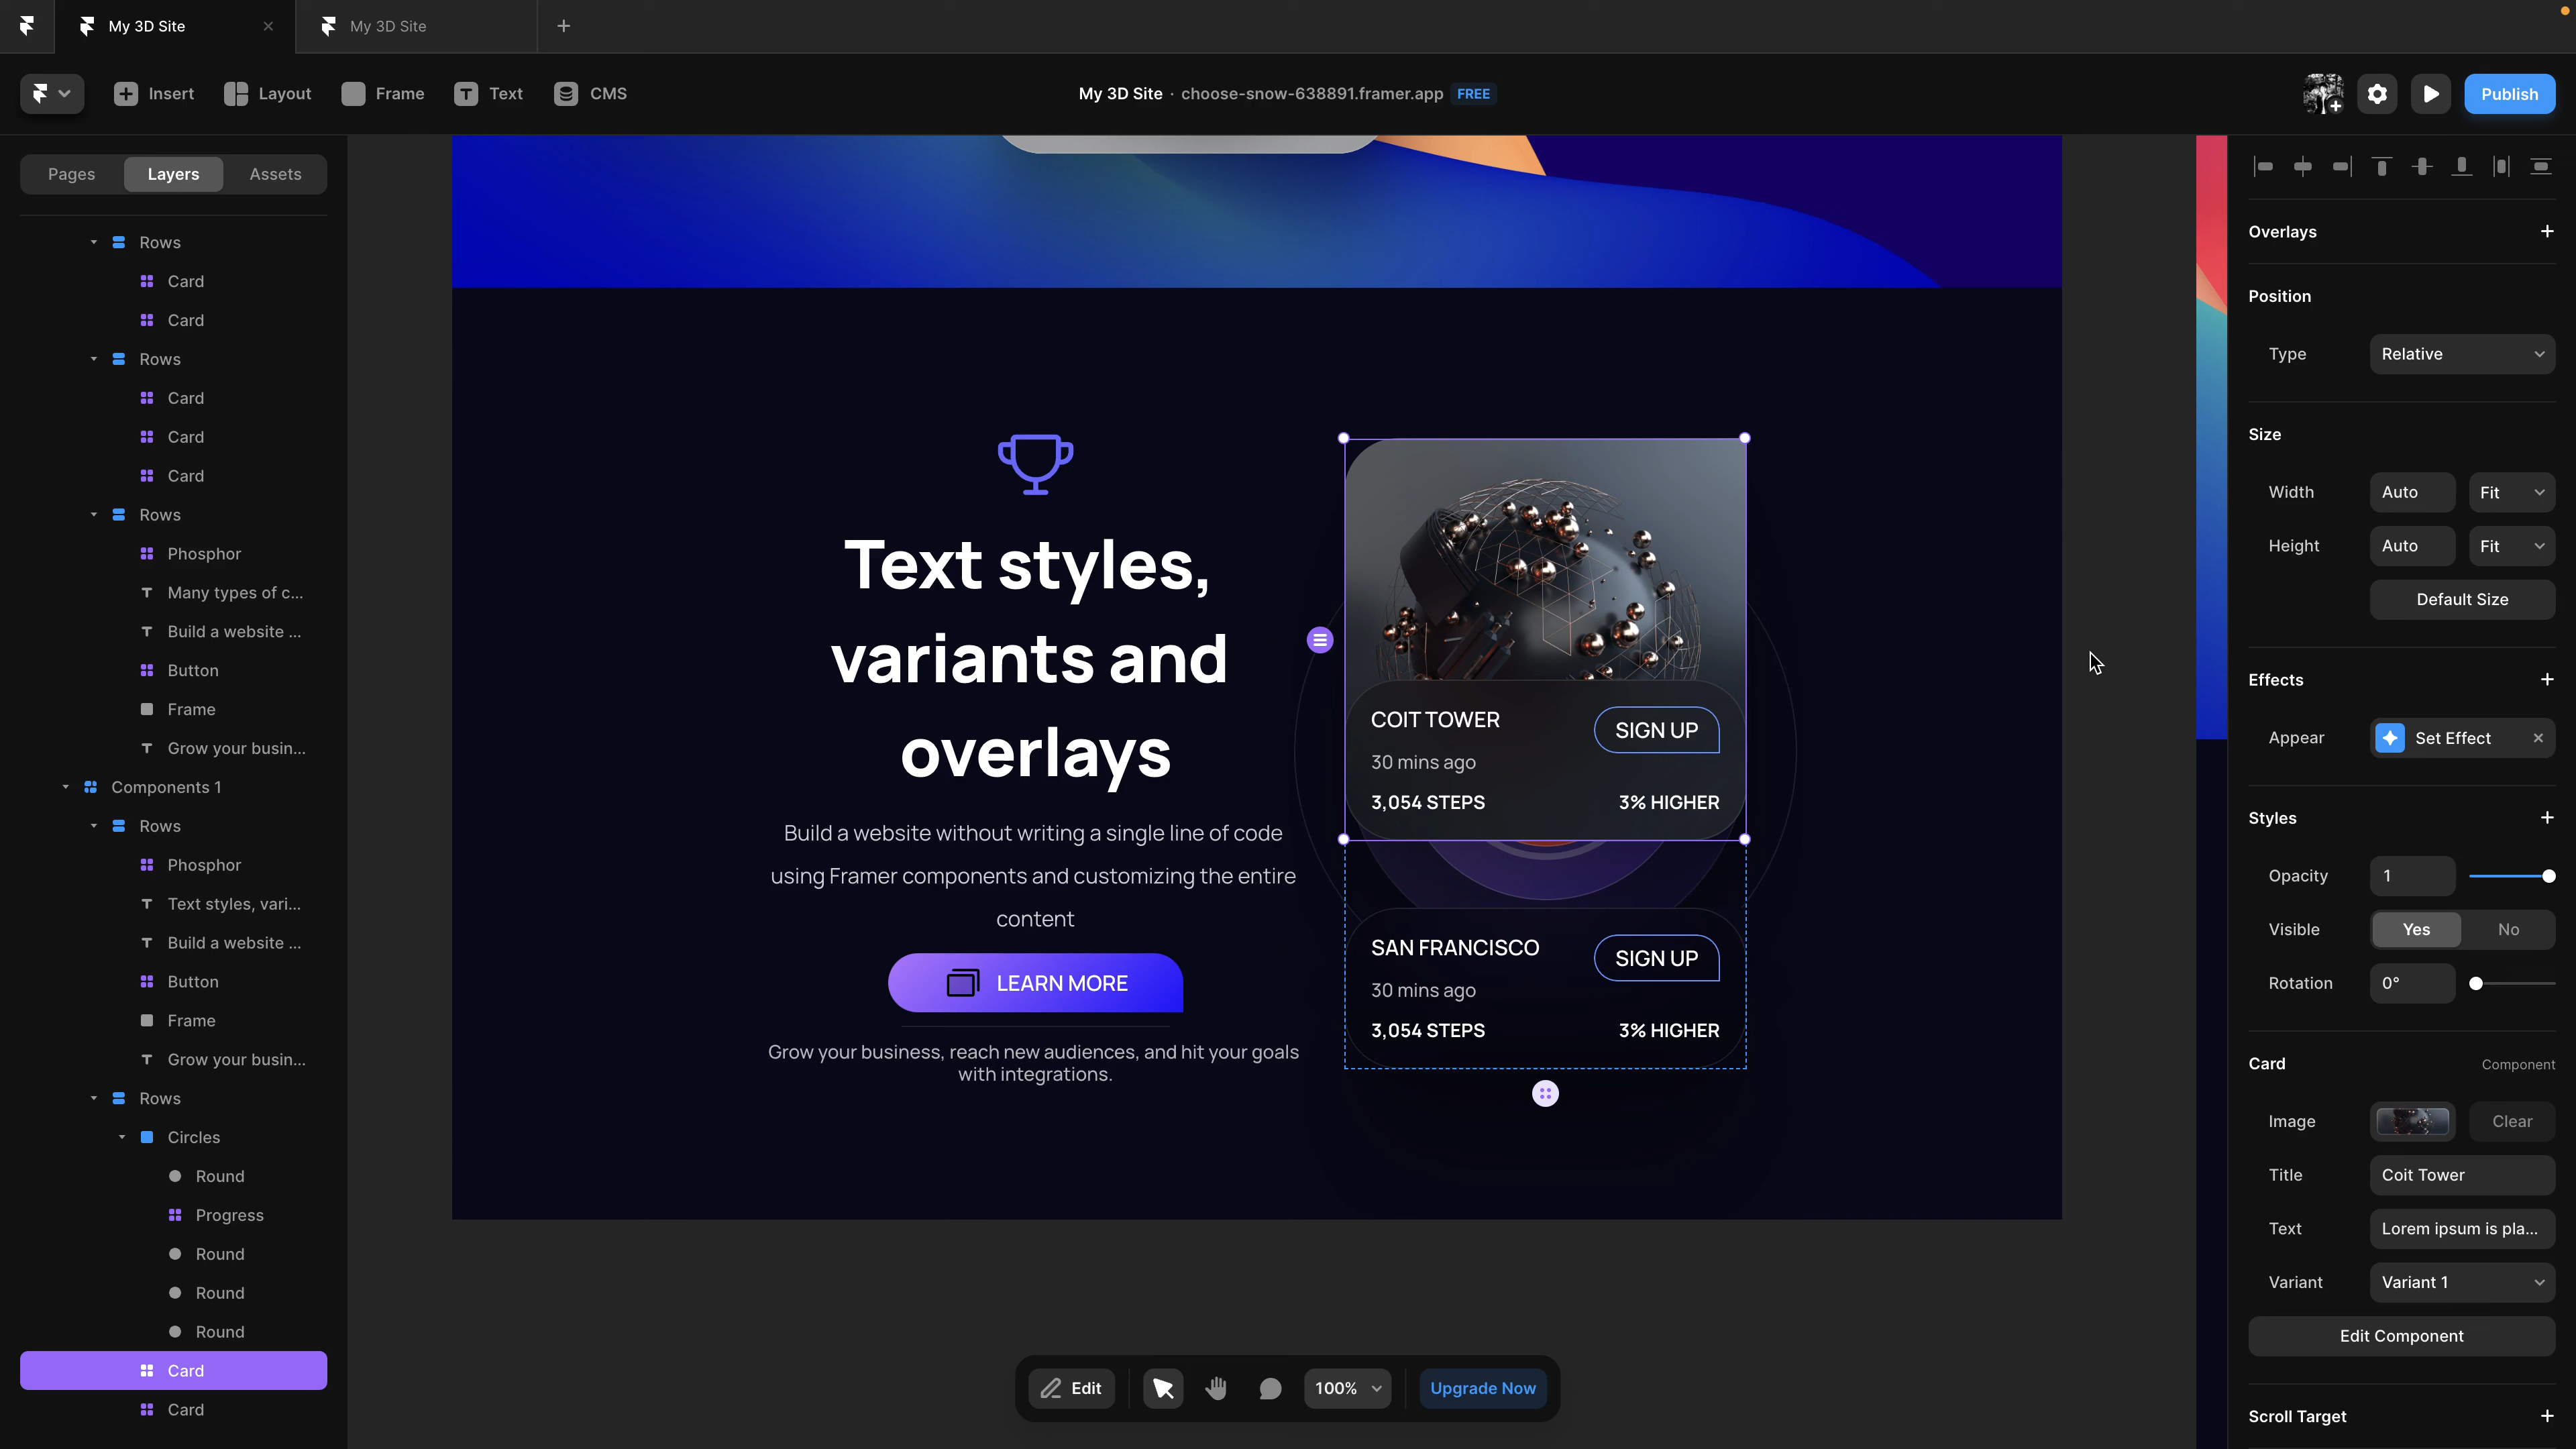 My 3D Site
My 3D Site
Insert
Layout
Frame
Text
CMS
My 3D Site · choose-snow-638891.framer.app FREE
Publish
Pages
Layers
Assets
Rows
Card
Card
Rows
Card
Card
Card
Rows
Phosphor
Many types of c...
Build a website ...
Button
Frame
Grow your busin...
Components 1
Rows
Phosphor
Text styles, vari...
Build a website ...
Button
Frame
Grow your busin...
Rows
Circles
Round
Progress
Round
Round
Round
Card
Card
Text styles,
variants and
overlays
Build a website without writing a single line of code
using Framer components and customizing the entire
content
LEARN MORE
Grow your business, reach new audiences, and hit your goals
with integrations.
COIT TOWER
SIGN UP
30 mins ago
3,054 STEPS
3% HIGHER
SAN FRANCISCO
SIGN UP
30 mins ago
3,054 STEPS
3% HIGHER
Edit
100%
Upgrade Now
Overlays
Position
Type
Relative
Size
Width
Auto
Fit
Height
Auto
Fit
Default Size
Effects
Appear
Set Effect
Styles
Opacity
1
Visible
Yes
No
Rotation
0°
Card
Component
Image
Clear
Title
Coit Tower
Text
Lorem ipsum is pla...
Variant
Variant 1
Edit Component
Scroll Target